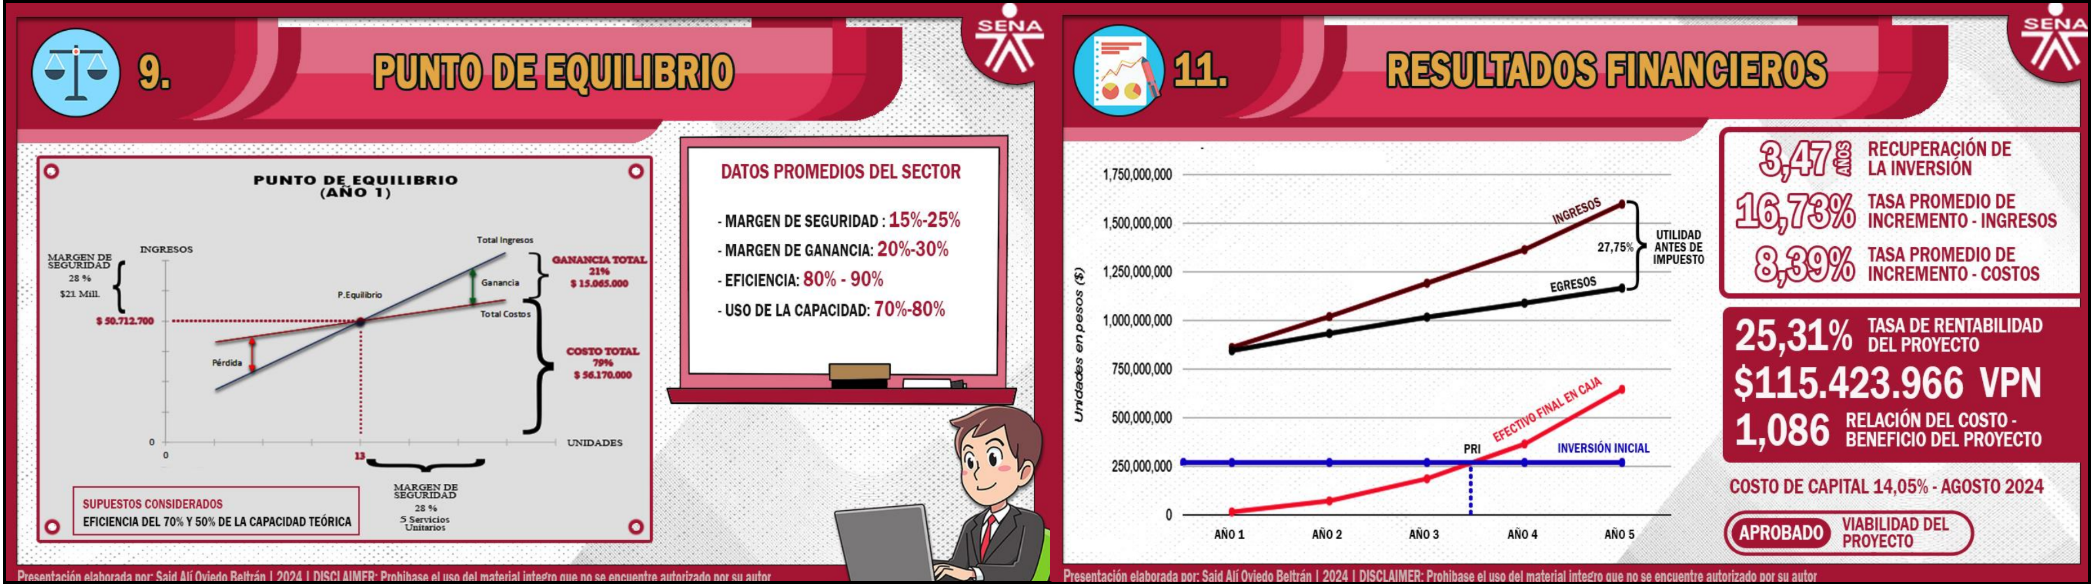 9.
PUNTO DE EQUILIBRIO
SENA
PUNTO DE EQUILIBRIO
(AÑO 1)
MARGEN DE
SEGURIDAD
28 %
$21 Mill.
INGRESOS
Total Ingresos
GANANCIA TOTAL
21%
$ 15.065.000
P.Equilibrio
Ganancia
Total Costos
$ 50.712.700
Pérdida
COSTO TOTAL
79%
$ 56.170.000
0
UNIDADES
0
13
MARGEN DE
SEGURIDAD
28 %
5 Servicios
Unitarios
SUPUESTOS CONSIDERADOS
EFICIENCIA DEL 70% Y 50% DE LA CAPACIDAD TEÓRICA
DATOS PROMEDIOS DEL SECTOR
- MARGEN DE SEGURIDAD : 15%-25%
- MARGEN DE GANANCIA: 20%-30%
- EFICIENCIA: 80% - 90%
- USO DE LA CAPACIDAD: 70%-80%
Presentación elaborada por: Said Alí Oviedo Beltrán | 2024 | DISCLAIMER: Prohibase el uso del material integro que no se encuentre autorizado por su autor
11.
RESULTADOS FINANCIEROS
SENA
Unidades en pesos ($)
1,750,000,000
1,500,000,000
1,250,000,000
1,000,000,000
750,000,000
500,000,000
250,000,000
0
INGRESOS
27,75%
UTILIDAD
ANTES DE
IMPUESTO
EGRESOS
EFECTIVO FINAL EN CAJA
PRI
INVERSIÓN INICIAL
AÑO 1
AÑO 2
AÑO 3
AÑO 4
AÑO 5
3,47 AÑOS RECUPERACIÓN DE
LA INVERSIÓN
16,73% TASA PROMEDIO DE
INCREMENTO - INGRESOS
8,39% TASA PROMEDIO DE
INCREMENTO - COSTOS
25,31% TASA DE RENTABILIDAD
DEL PROYECTO
$115.423.966 VPN
1,086 RELACIÓN DEL COSTO -
BENEFICIO DEL PROYECTO
COSTO DE CAPITAL 14,05% - AGOSTO 2024
APROBADO VIABILIDAD DEL
PROYECTO
Presentación elaborada por: Said Alí Oviedo Beltrán | 2024 | DISCLAIMER: Prohibase el uso del material integro que no se encuentre autorizado por su autor